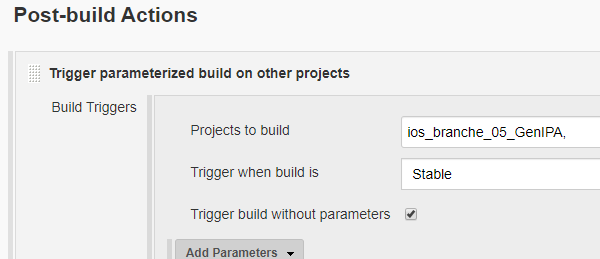 Post-build Actions
Trigger parameterized build on other projects
Build Triggers
Projects to build
ios_branche_05_GenIPA,
Trigger when build is
Stable
Trigger build without parameters
Add Parameters